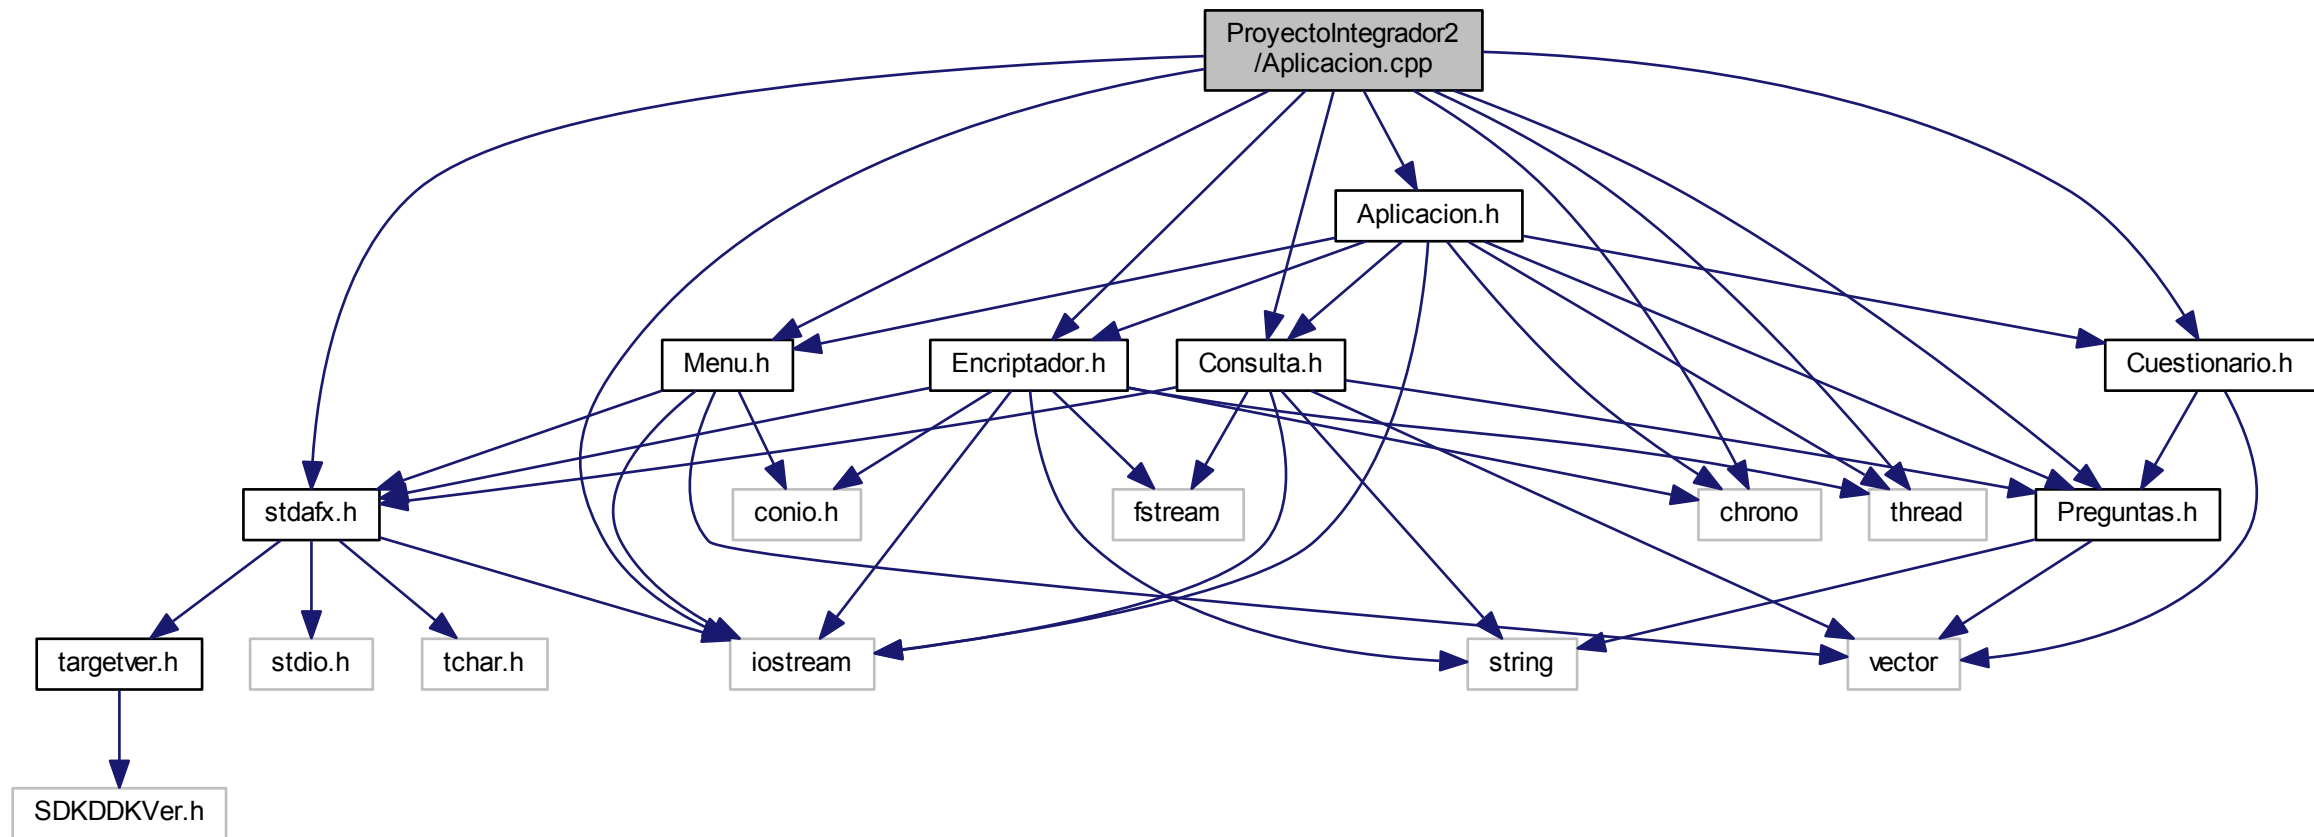 ProyectoIntegrador2
/Aplicacion.cpp
Aplicacion.h
Menu.h
Encriptador.h
Consulta.h
Cuestionario.h
stdafx.h
conio.h
fstream
chrono
thread
Preguntas.h
targetver.h
stdio.h
tchar.h
iostream
string
vector
SDKDDKVer.h